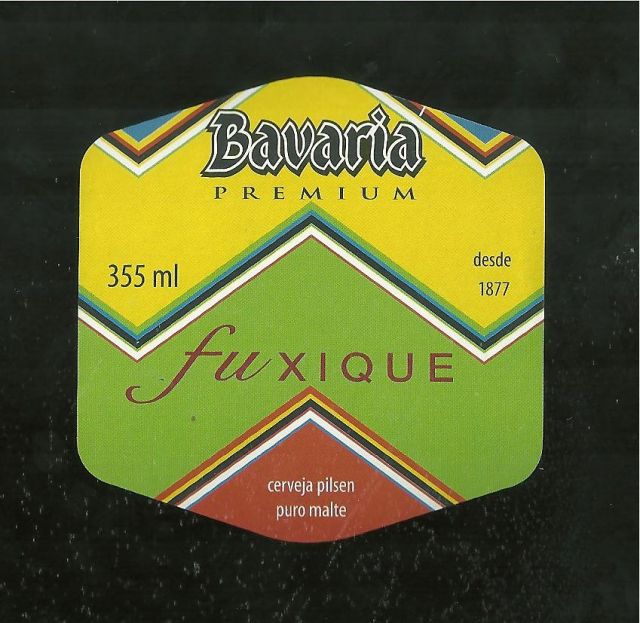 Bavaria
PREMIUM
355 ml
desde
1877
fuXIQUE
cerveja pilsen
puro malte